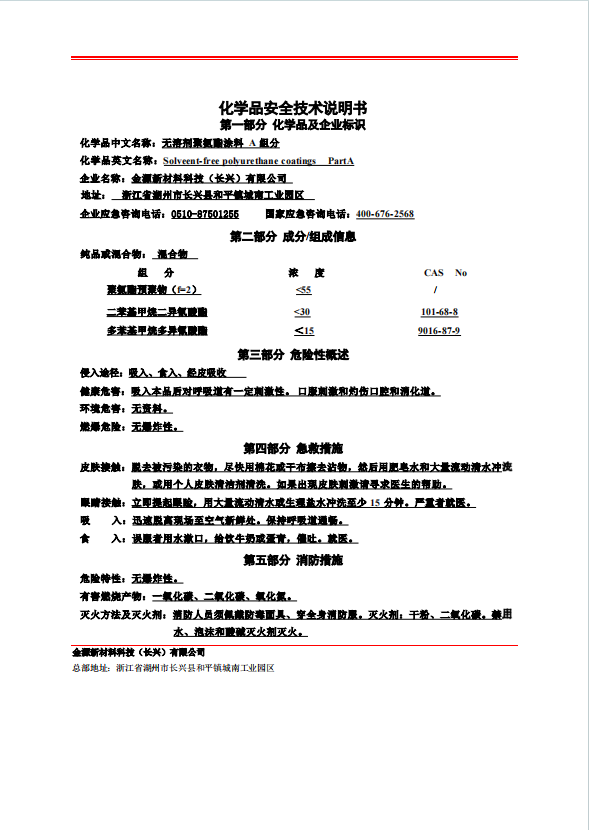 化学品安全技术说明书
第一部分 化学品及企业标识
化学品中文名称：无溶剂聚氨酯涂料 A 组分
化学品英文名称：Solveent-free polyurethane coatings PartA
企业名称：金源新材料科技（长兴）有限公司
地址： 浙江省湖州市长兴县和平镇城南工业园区
企业应急咨询电话：0510-87501255 国家应急咨询电话：400-676-2568
第二部分 成分/组成信息
纯品或混合物： 混合物
组 分 浓 度 CAS No
聚氨酯预聚物（f=2） <55 /
二苯基甲烷二异氰酸酯 <30 101-68-8
多苯基甲烷多异氰酸酯 ＜15 9016-87-9
第三部分 危险性概述
侵入途径：吸入、食入、经皮吸收
健康危害：吸入本品后对呼吸道有一定刺激性。口服刺激和灼伤口腔和消化道。
环境危害：无资料。
燃爆危险：无爆炸性。
第四部分 急救措施
皮肤接触：脱去被污染的衣物，尽快用棉花或干布擦去沾物，然后用肥皂水和大量流动清水冲洗
肤，或用个人皮肤清洁剂清洗。如果出现皮肤刺激请寻求医生的帮助。
眼睛接触：立即提起眼睑，用大量流动清水或生理盐水冲洗至少 15 分钟。严重者就医。
吸 入：迅速脱离现场至空气新鲜处。保持呼吸道通畅。
食 入：误服者用水漱口，给饮牛奶或蛋青，催吐。就医。
第五部分 消防措施
危险特性：无爆炸性。
有害燃烧产物：一氧化碳、二氧化碳、氧化氮。
灭火方法及灭火剂：消防人员须佩戴防毒面具、穿全身消防服。灭火剂：干粉、二氧化碳。禁用
水、泡沫和酸碱灭火剂灭火。
金源新材料科技（长兴）有限公司
总部地址：浙江省湖州市长兴县和平镇城南工业园区